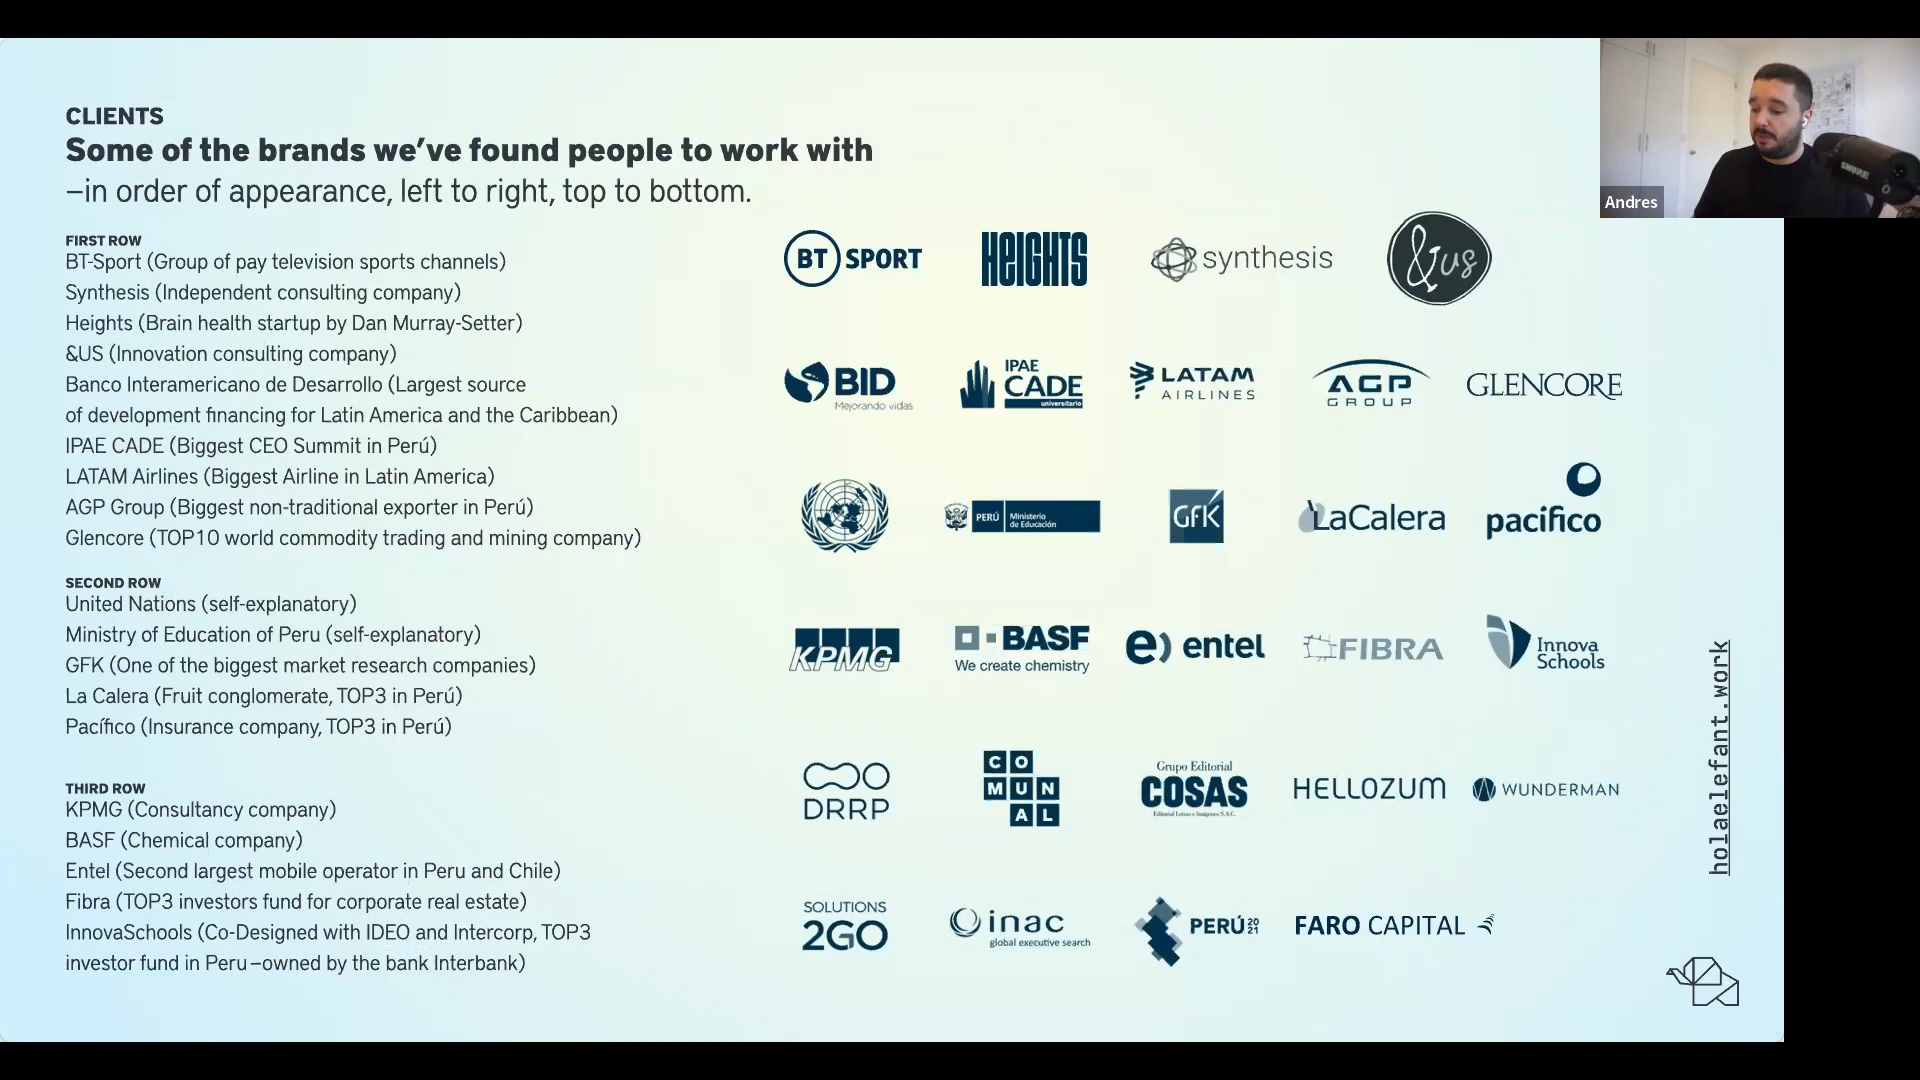 CLIENTS
Some of the brands we've found people to work with
–in order of appearance, left to right, top to bottom.
FIRST ROW
BT-Sport (Group of pay television sports channels)
Synthesis (Independent consulting company)
Heights (Brain health startup by Dan Murray-Setter)
&US (Innovation consulting company)
Banco Interamericano de Desarrollo (Largest source
of development financing for Latin America and the Caribbean)
IPAE CADE (Biggest CEO Summit in Perú)
LATAM Airlines (Biggest Airline in Latin America)
AGP Group (Biggest non-traditional exporter in Perú)
Glencore (TOP10 world commodity trading and mining company)
SECOND ROW
United Nations (self-explanatory)
Ministry of Education of Peru (self-explanatory)
GFK (One of the biggest market research companies)
La Calera (Fruit conglomerate, TOP3 in Perú)
Pacífico (Insurance company, TOP3 in Perú)
THIRD ROW
KPMG (Consultancy company)
BASF (Chemical company)
Entel (Second largest mobile operator in Peru and Chile)
Fibra (TOP3 investors fund for corporate real estate)
InnovaSchools (Co-Designed with IDEO and Intercorp, TOP3
investor fund in Peru –owned by the bank Interbank)
BT SPORT
HEIGHTS
synthesis
&us
BID
Mejorando vidas
IPAE
CADE
universitario
LATAM
AIRLINES
AGP
GROUP
GLENCORE
PERÚ
Ministerio
de Educación
GFK
LaCalera
pacifico
KPMG
BASF
We create chemistry
entel
FIBRA
Innova
Schools
DRRP
CO
MUN
AL
Grupo Editorial
COSAS
Editorial Letras e Imágenes S.A.C.
HELLOZUM
WUNDERMAN
SOLUTIONS
2GO
inac
global executive search
PERÚ 20
21
FARO CAPITAL
holaelefant.work
Andres
SHURE